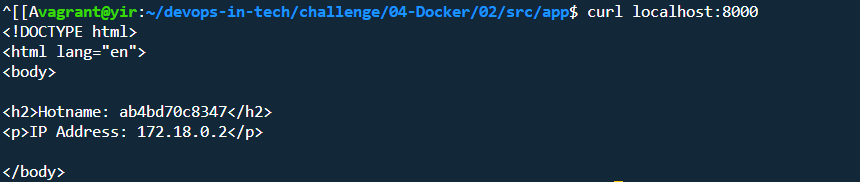 ^[[Avagrant@yir:~/devops-in-tech/challenge/04-Docker/02/src/app$ curl localhost:8000
<!DOCTYPE html>
<html lang="en">
<body>
<h2>Hotname: ab4bd70c8347</h2>
<p>IP Address: 172.18.0.2</p>
</body>